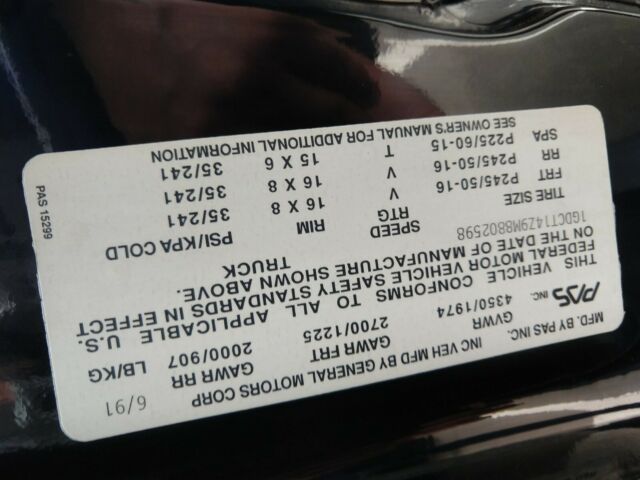 MFD. BY PAS INC. INC VEH MFD BY GENERAL MOTORS CORP 6/91
PAS INC. GVWR GAWR FRT GAWR RR
4350/1974 2700/1225 2000/907 LB/KG
THIS VEHICLE CONFORMS TO ALL APPLICABLE U.S.
FEDERAL MOTOR VEHICLE SAFETY STANDARDS IN EFFECT
ON THE DATE OF MANUFACTURE SHOWN ABOVE.
1GDCT14Z9M8802598 TRUCK
TIRE SIZE SPEED RTG RIM PSI/KPA COLD
FRT P245/50-16 V 16 X 8 35/241
RR P245/50-16 V 16 X 8 35/241
SPA P225/60-15 T 15 X 6 35/241
SEE OWNER'S MANUAL FOR ADDITIONAL INFORMATION
PAS 15299